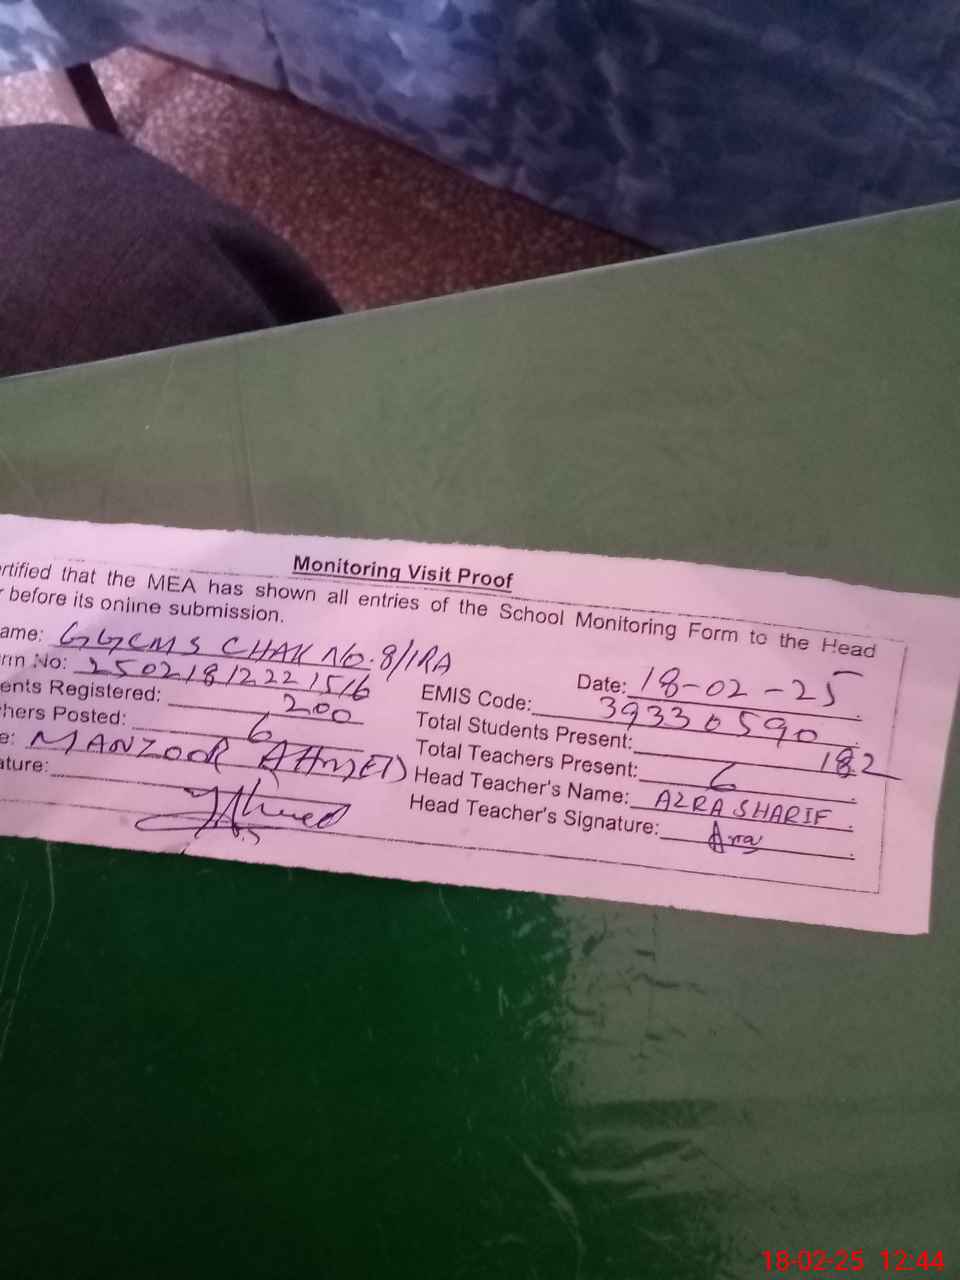 Monitoring Visit Proof
ertified that the MEA has shown all entries of the School Monitoring Form to the Head
r before its online submission.
ame: GGCMS CHAK NO. 8/1RA
Date: 18-02-25
rm No: 2502181222 1516
EMIS Code: 39330590
ents Registered: 200
Total Students Present: 182
hers Posted: 6
Total Teachers Present: 6
e: MANZOOR AHMED
Head Teacher's Name: AZRA SHARIF
ature:
Head Teacher's Signature:
18-02-25 12:44